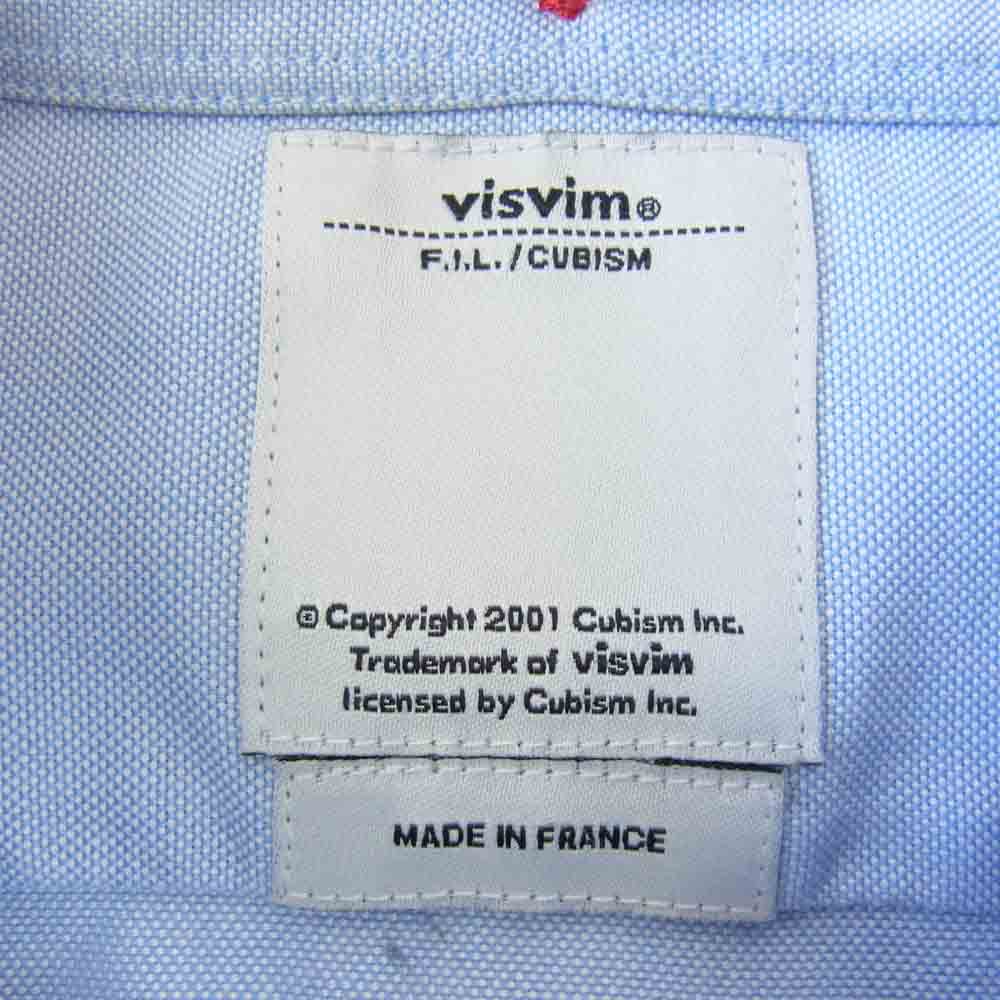 visvim®
F.I.L./CUBISM
© Copyright 2001 Cubism Inc.
Trademark of visvim
licensed by Cubism Inc.
MADE IN FRANCE